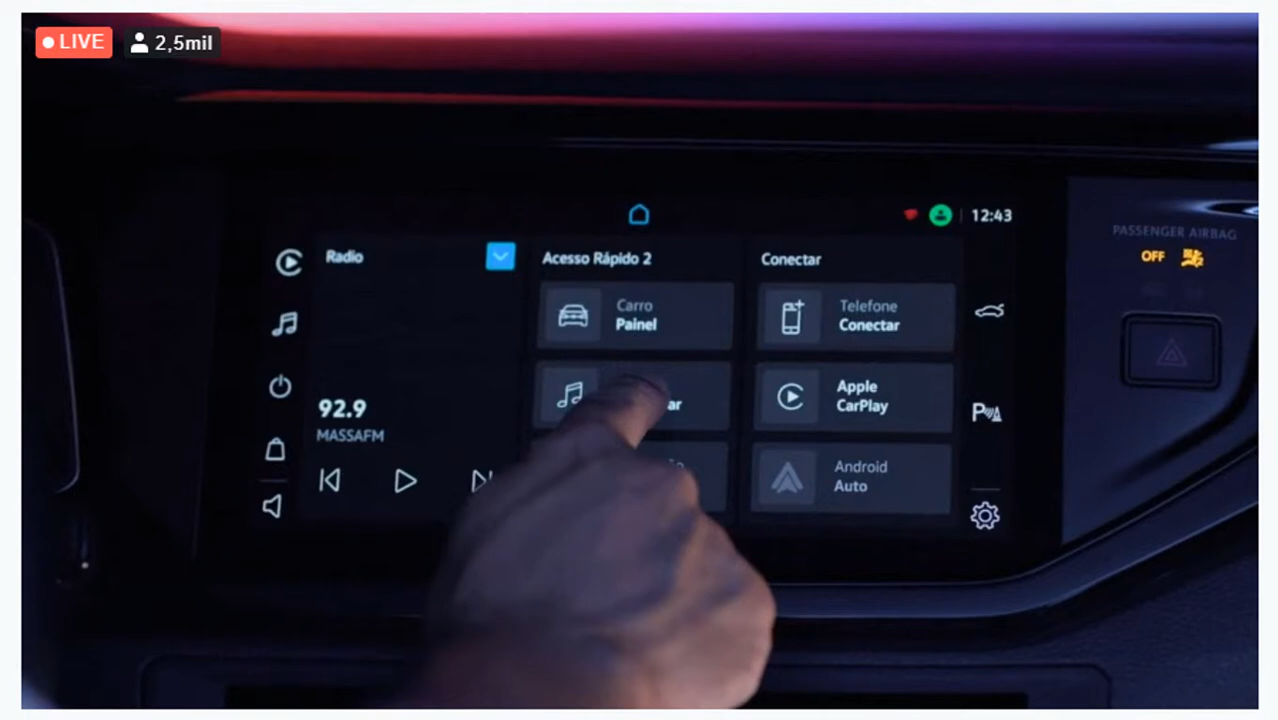 LIVE
2,5mil
12:43
Radio
Acesso Rápido 2
Conectar
PASSENGER AIRBAG
OFF
Carro
Painel
Telefone
Conectar
Apple
CarPlay
92.9
MASSAFM
Android
Auto